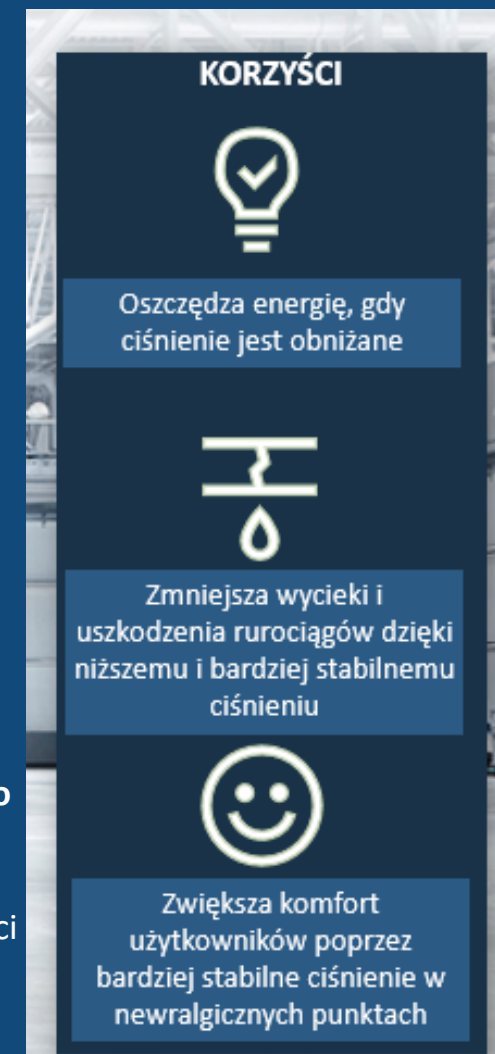 KORZYŚCI
Oszczędza energię, gdy
ciśnienie jest obniżane
Zmniejsza wycieki i
uszkodzenia rurociągów dzięki
niższemu i bardziej stabilnemu
ciśnieniu
Zwiększa komfort
użytkowników poprzez
bardziej stabilne ciśnienie w
newralgicznych punktach